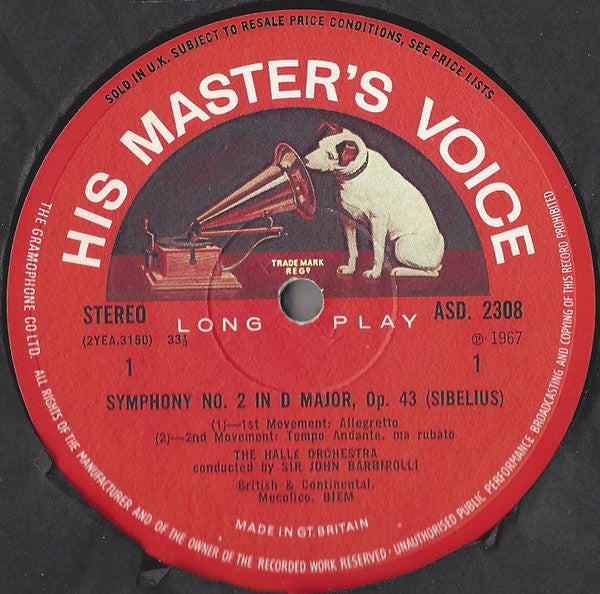 SOLD IN U.K. SUBJECT TO RESALE PRICE CONDITIONS, SEE PRICE LISTS
HIS MASTER'S VOICE
TRADE MARK
REGD
STEREO
LONG PLAY
ASD. 2308
(2YEA.3150) 33⅓
℗ 1967
1
1
SYMPHONY NO. 2 IN D MAJOR, Op. 43 (SIBELIUS)
(1)—1st Movement: Allegretto
(2)—2nd Movement: Tempo Andante, ma rubato
THE HALLE ORCHESTRA
conducted by SIR JOHN BARBIROLLI
British & Continental.
Mecolico. BIEM
MADE IN GT. BRITAIN
THE GRAMOPHONE CO LTD. ALL RIGHTS OF THE MANUFACTURER AND OF THE OWNER OF THE RECORDED WORK RESERVED · UNAUTHORISED PUBLIC PERFORMANCE BROADCASTING AND COPYING OF THIS RECORD PROHIBITED